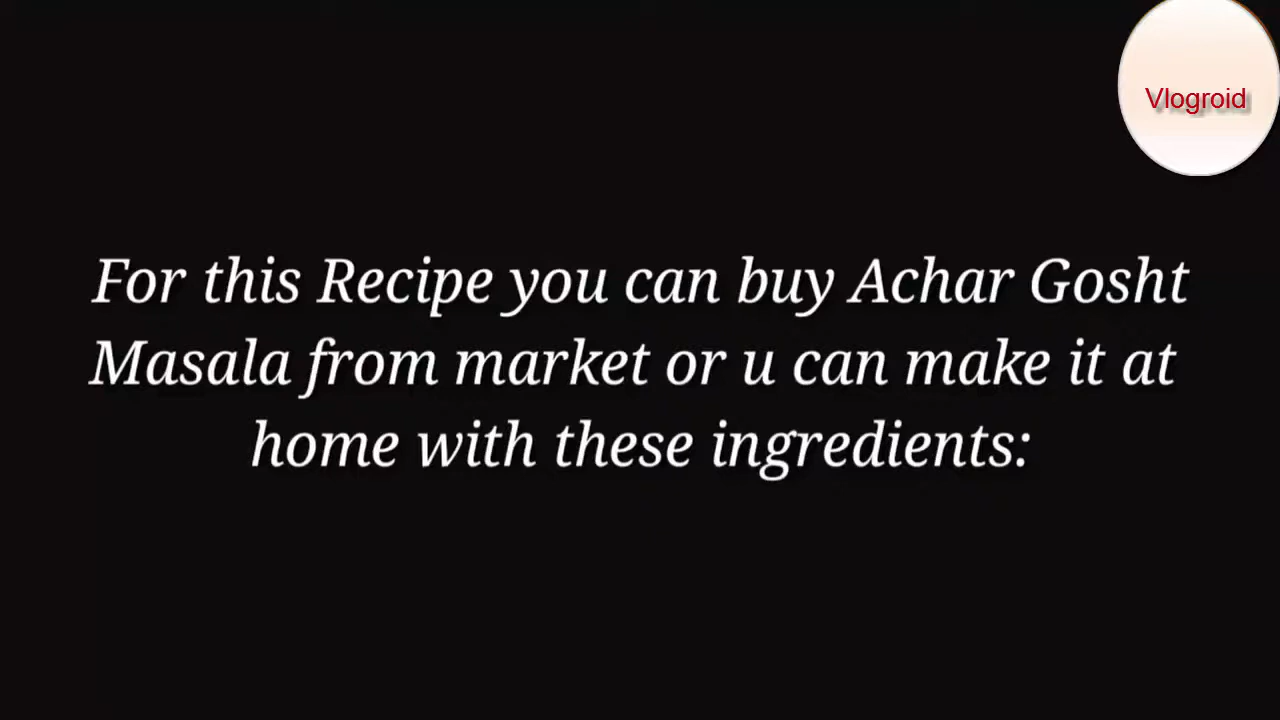 Vlogroid
For this Recipe you can buy Achar Gosht
Masala from market or u can make it at
home with these ingredients: